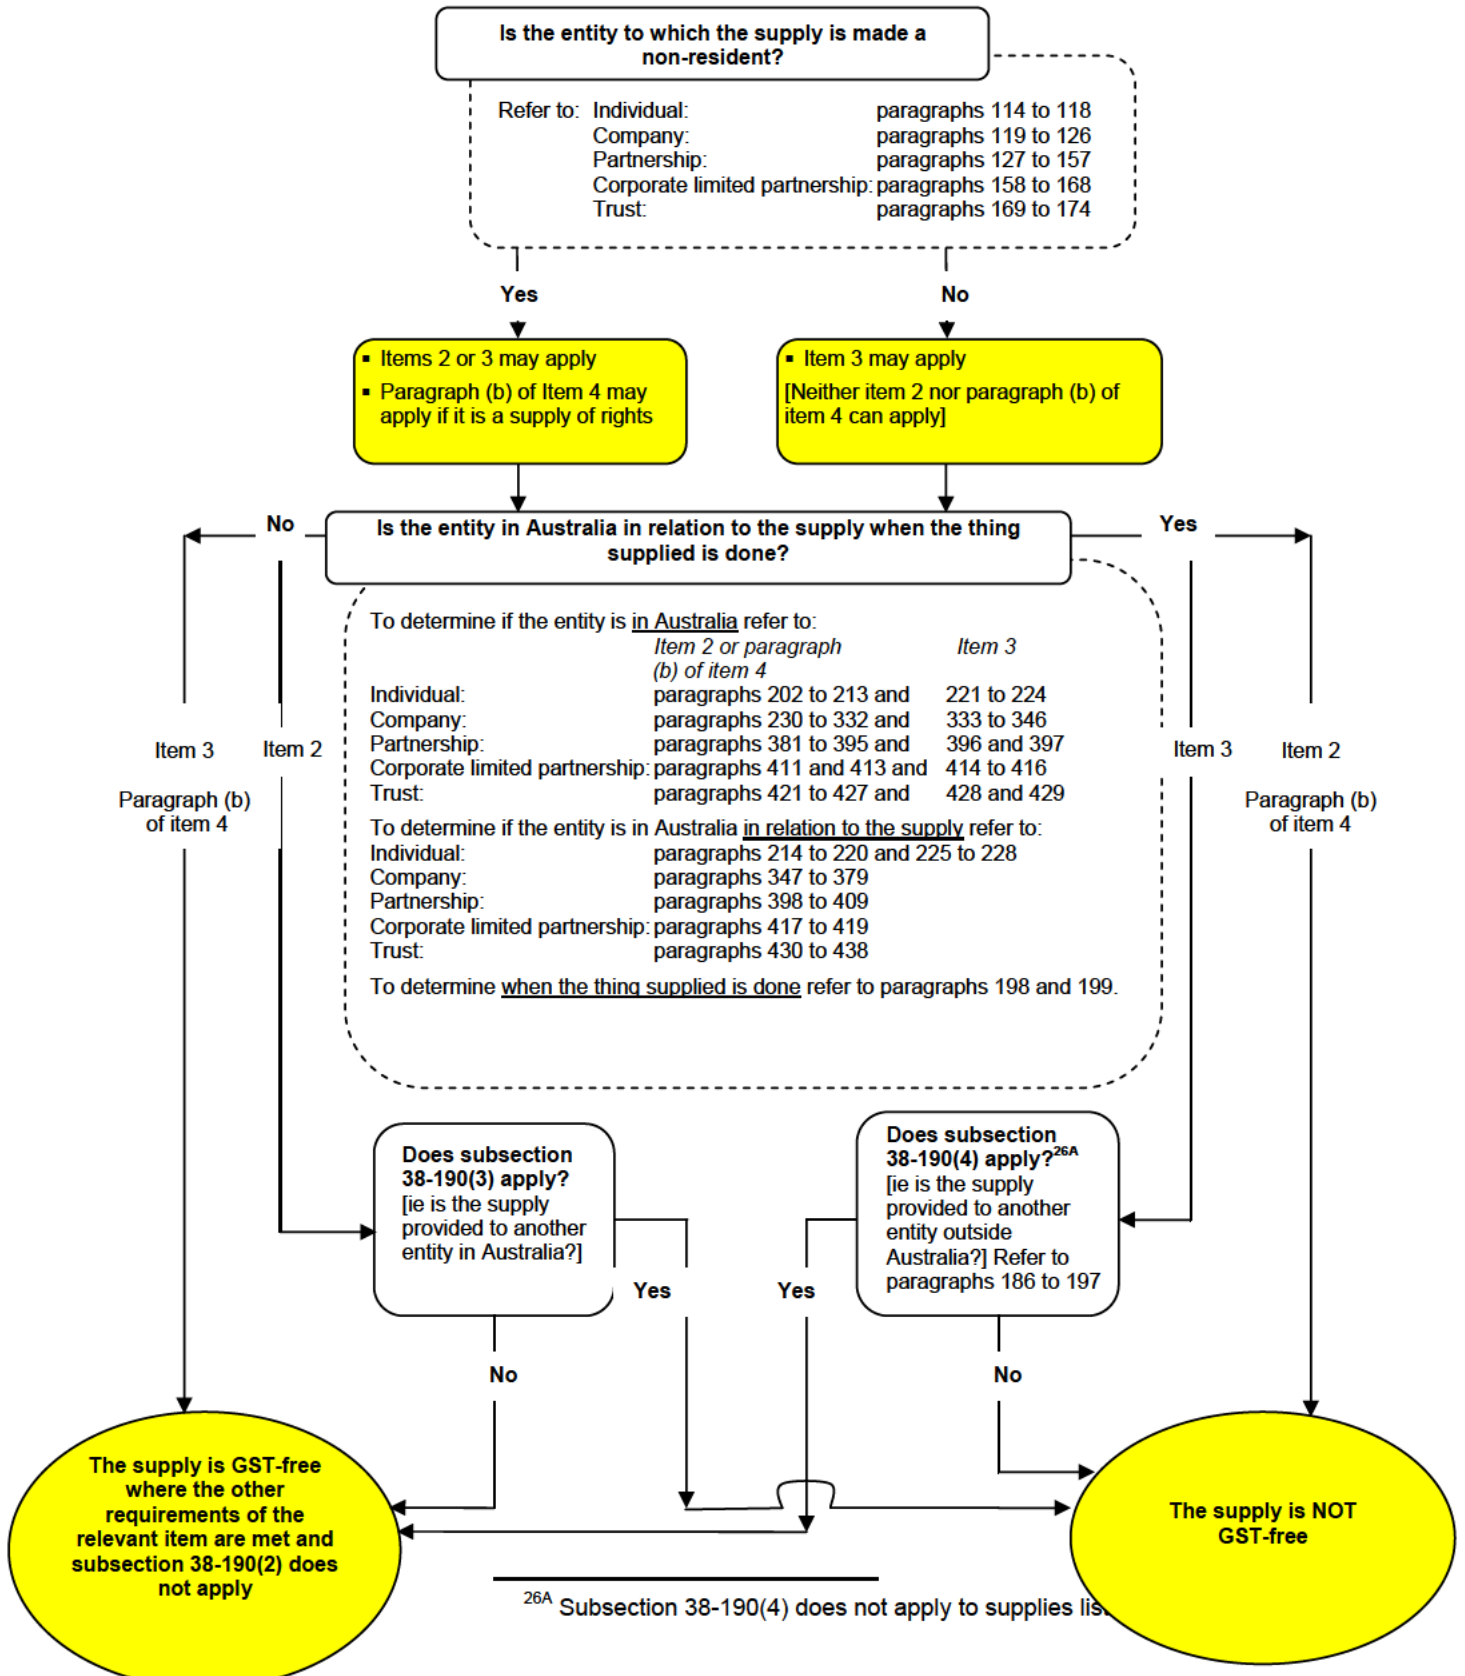 Is the entity to which the supply is made a
non-resident?
Refer to: Individual: paragraphs 114 to 118
Company: paragraphs 119 to 126
Partnership: paragraphs 127 to 157
Corporate limited partnership: paragraphs 158 to 168
Trust: paragraphs 169 to 174
Yes
No
▪ Items 2 or 3 may apply
▪ Paragraph (b) of Item 4 may
apply if it is a supply of rights
▪ Item 3 may apply
[Neither item 2 nor paragraph (b) of
item 4 can apply]
No
Is the entity in Australia in relation to the supply when the thing
supplied is done?
Yes
To determine if the entity is in Australia refer to:
Item 2 or paragraph Item 3
(b) of item 4
Individual: paragraphs 202 to 213 and 221 to 224
Company: paragraphs 230 to 332 and 333 to 346
Partnership: paragraphs 381 to 395 and 396 and 397
Corporate limited partnership: paragraphs 411 and 413 and 414 to 416
Trust: paragraphs 421 to 427 and 428 and 429
To determine if the entity is in Australia in relation to the supply refer to:
Individual: paragraphs 214 to 220 and 225 to 228
Company: paragraphs 347 to 379
Partnership: paragraphs 398 to 409
Corporate limited partnership: paragraphs 417 to 419
Trust: paragraphs 430 to 438
To determine when the thing supplied is done refer to paragraphs 198 and 199.
Item 3
Paragraph (b)
of item 4
Item 2
Item 3
Item 2
Paragraph (b)
of item 4
Does subsection
38-190(3) apply?
[ie is the supply
provided to another
entity in Australia?]
Does subsection
38-190(4) apply?26A
[ie is the supply
provided to another
entity outside
Australia?] Refer to
paragraphs 186 to 197
Yes
Yes
No
No
The supply is GST-free
where the other
requirements of the
relevant item are met and
subsection 38-190(2) does
not apply
The supply is NOT
GST-free
26A Subsection 38-190(4) does not apply to supplies